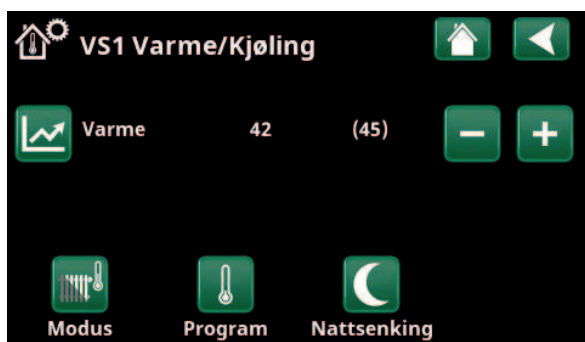 VS1 Varme/Kjøling
Varme 42 (45)
Modus Program Nattsenking